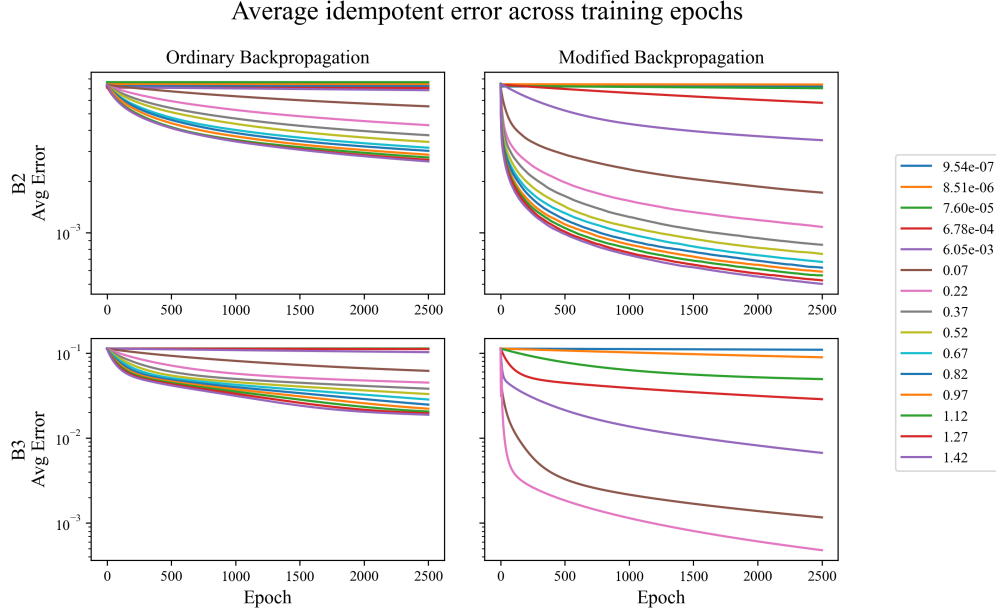 Average idempotent error across training epochs
Ordinary Backpropagation
Modified Backpropagation
B2
Avg Error
10⁻³
0 500 1000 1500 2000 2500
0 500 1000 1500 2000 2500
B3
Avg Error
10⁻¹
10⁻²
10⁻³
0 500 1000 1500 2000 2500
0 500 1000 1500 2000 2500
Epoch
Epoch
9.54e-07
8.51e-06
7.60e-05
6.78e-04
6.05e-03
0.07
0.22
0.37
0.52
0.67
0.82
0.97
1.12
1.27
1.42